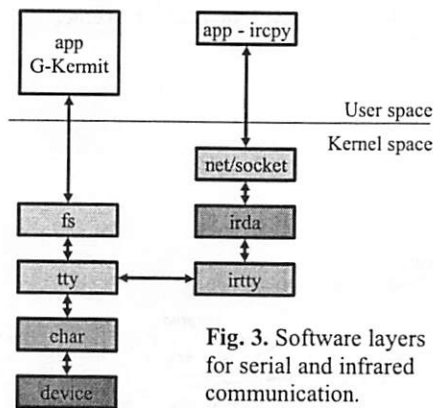 app
G-Kermit
app - ircpy
User space
Kernel space
net/socket
fs
irda
tty
irtty
char
device
Fig. 3. Software layers
for serial and infrared
communication.